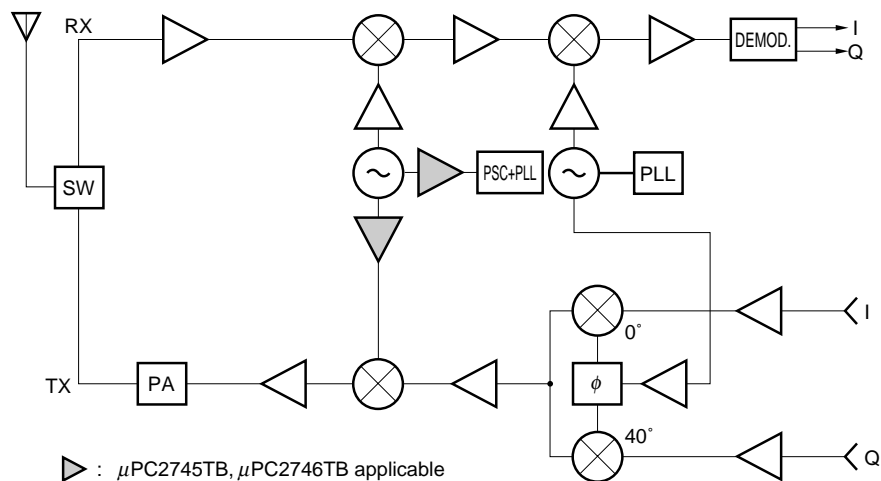 RX
DEMOD.
I
Q
SW
PSC+PLL
PLL
0°
I
TX
PA
ϕ
40°
Q
: μPC2745TB, μPC2746TB applicable